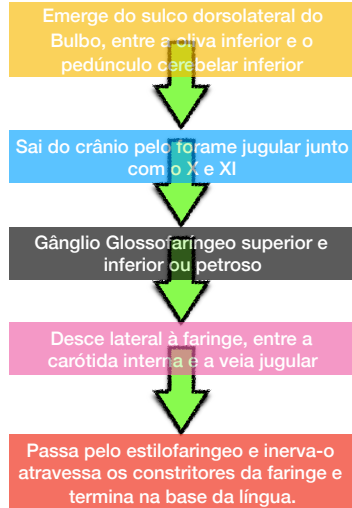 Emerge do sulco dorsolateral do
Bulbo, entre a oliva inferior e o
pedúnculo cerebelar inferior
Sai do crânio pelo forame jugular junto
com o X e XI
Gânglio Glossofaríngeo superior e
inferior ou petroso
Desce lateral à faringe, entre a
carótida interna e a veia jugular
Passa pelo estilofaringeo e inerva-o
atravessa os constritores da faringe e
termina na base da língua.